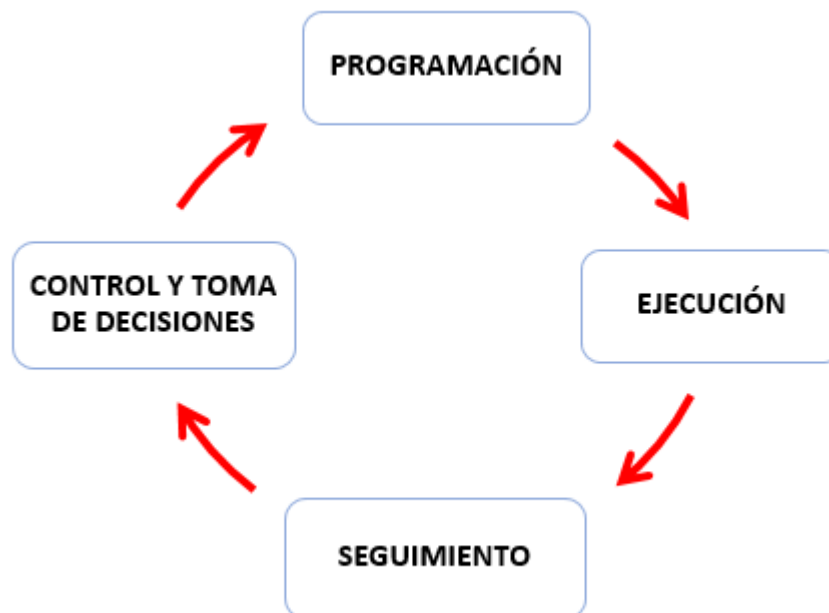 PROGRAMACIÓN
EJECUCIÓN
SEGUIMIENTO
CONTROL Y TOMA
DE DECISIONES